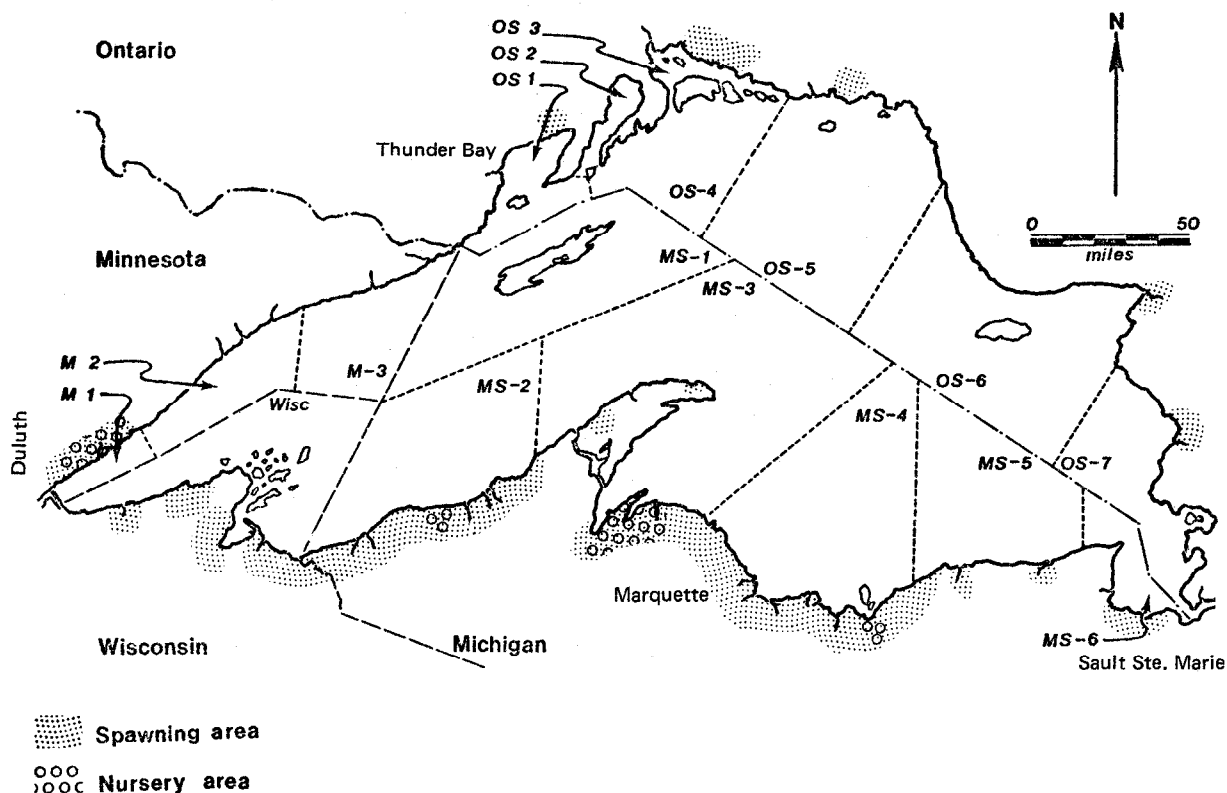 Ontario
OS 3
OS 2
OS 1
N
Thunder Bay
0 50
miles
OS-4
Minnesota
MS-1
OS-5
MS-3
M 2
M-3
MS-2
M 1
Wisc
OS-6
MS-4
Duluth
MS-5
OS-7
Marquette
Wisconsin
Michigan
MS-6
Sault Ste. Marie
Spawning area
Nursery area